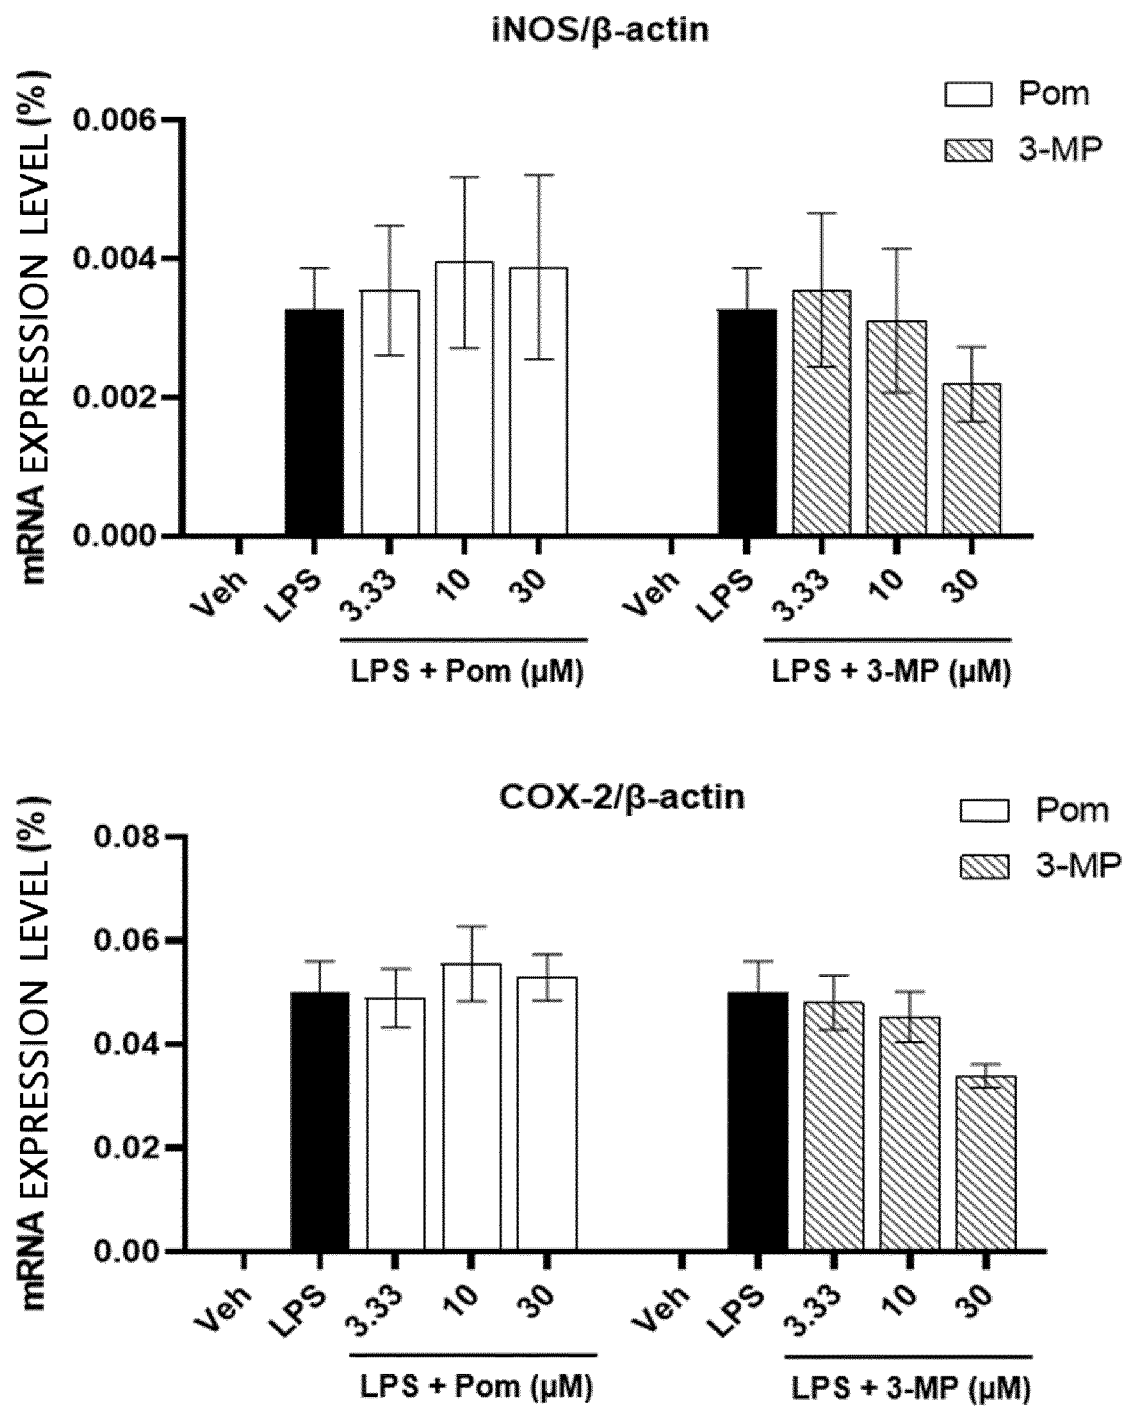 iNOS/β-actin
mRNA EXPRESSION LEVEL (%)
Pom
3-MP
0.006
0.004
0.002
0.000
Veh LPS 3.33 10 30 Veh LPS 3.33 10 30
LPS + Pom (μM) LPS + 3-MP (μM)
COX-2/β-actin
mRNA EXPRESSION LEVEL (%)
Pom
3-MP
0.08
0.06
0.04
0.02
0.00
Veh LPS 3.33 10 30 Veh LPS 3.33 10 30
LPS + Pom (μM) LPS + 3-MP (μM)